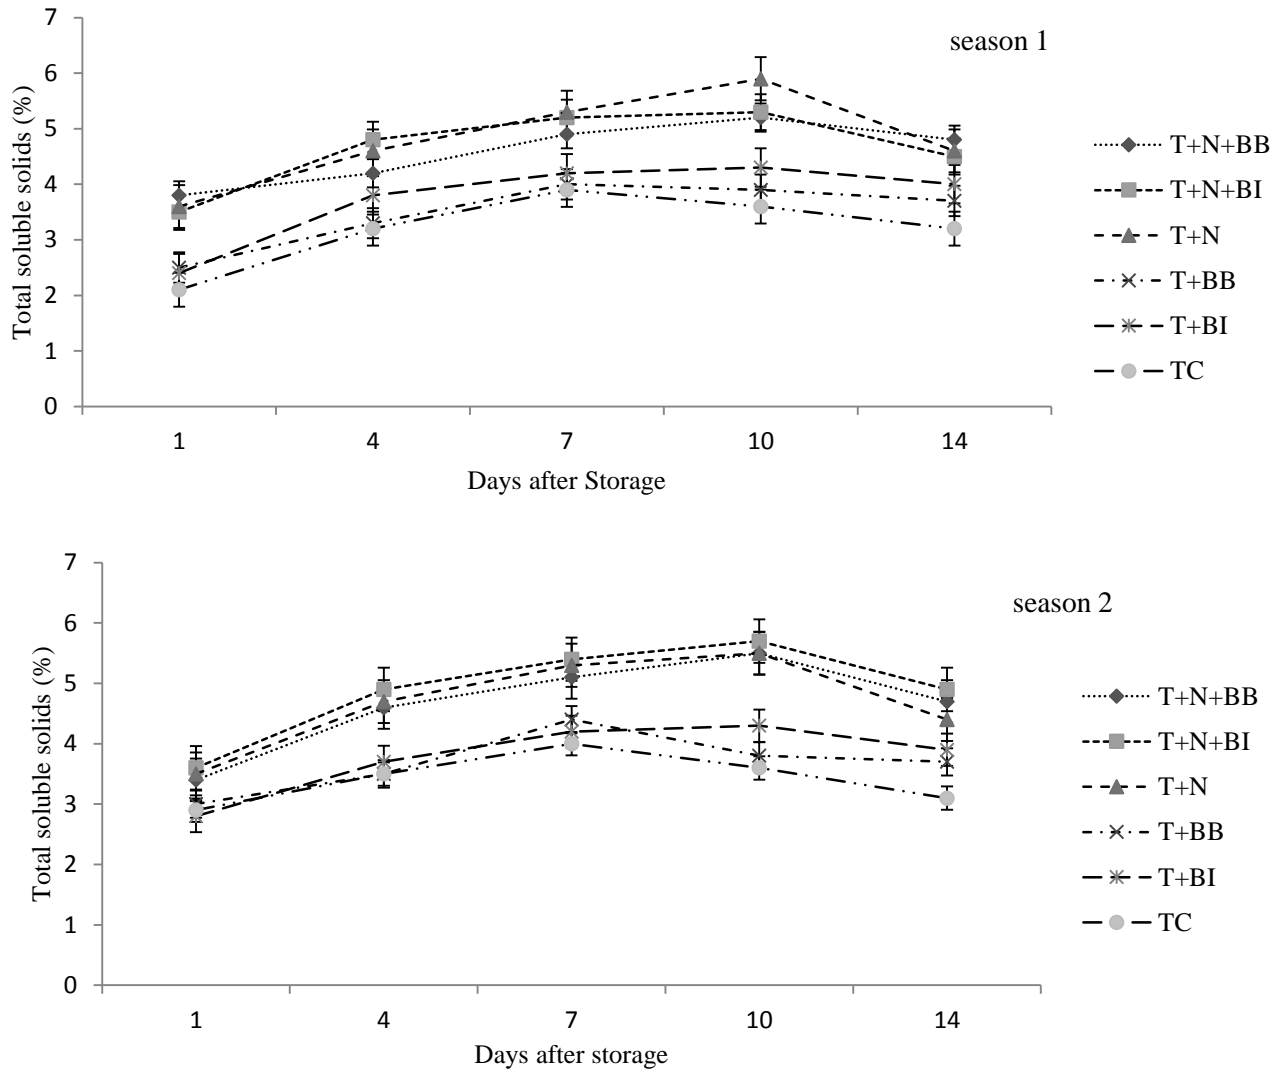 season 1
Total soluble solids (%)
7
6
5
4
3
2
1
0
1 4 7 10 14
Days after Storage
T+N+BB
T+N+BI
T+N
T+BB
T+BI
TC
season 2
Total soluble solids (%)
7
6
5
4
3
2
1
0
1 4 7 10 14
Days after storage
T+N+BB
T+N+BI
T+N
T+BB
T+BI
TC